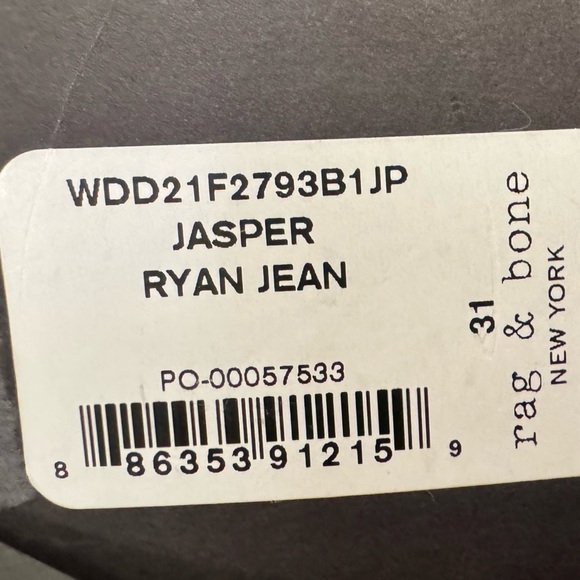 WDD21F2793B1JP
JASPER
RYAN JEAN
PO-00057533
8 86353 91215 9
31
rag & bone
NEW YORK